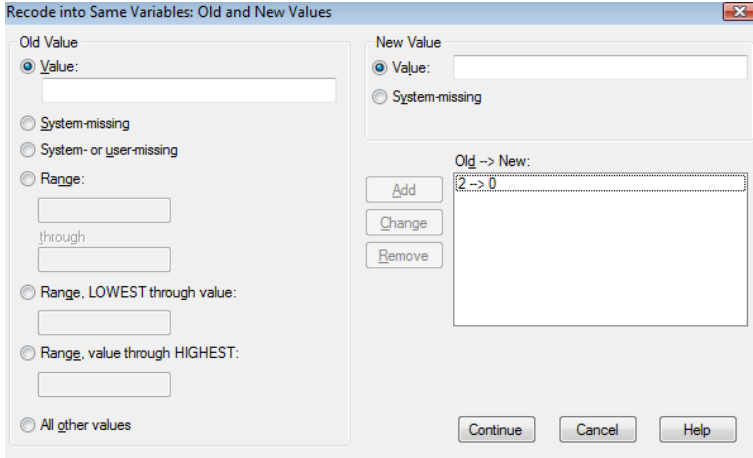 Recode into Same Variables: Old and New Values
Old Value
Value:
System-missing
System- or user-missing
Range:
through
Range, LOWEST through value:
Range, value through HIGHEST:
All other values
New Value
Value:
System-missing
Old --> New:
2 --> 0
Add
Change
Remove
Continue
Cancel
Help